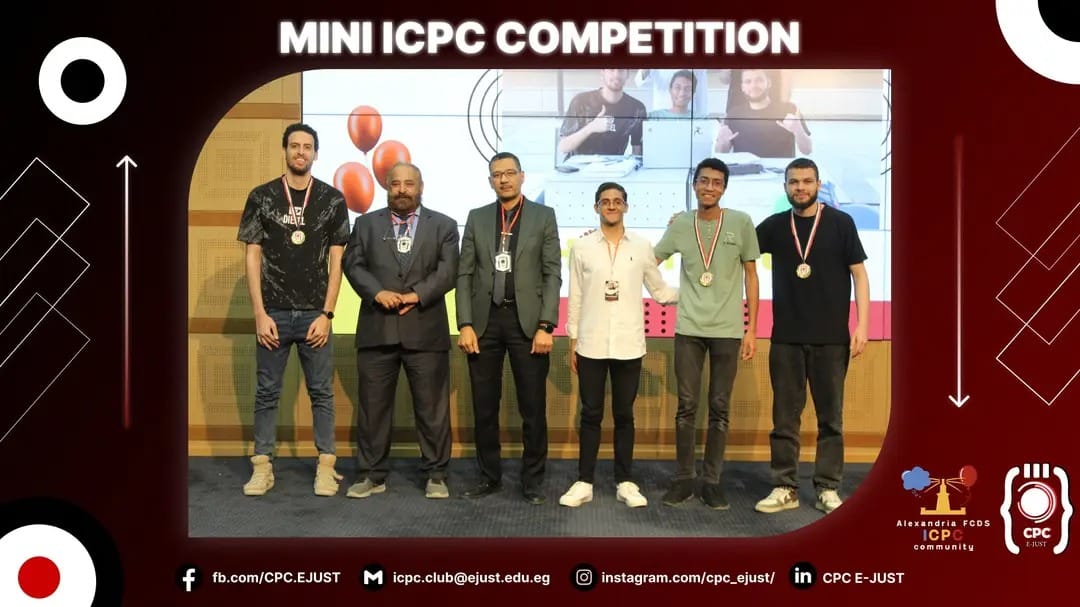 MINI ICPC COMPETITION
DIESEL
Alexandria FCDS
ICPC
community
CPC
E-JUST
fb.com/CPC.EJUST
icpc.club@ejust.edu.eg
instagram.com/cpc_ejust/
CPC E-JUST